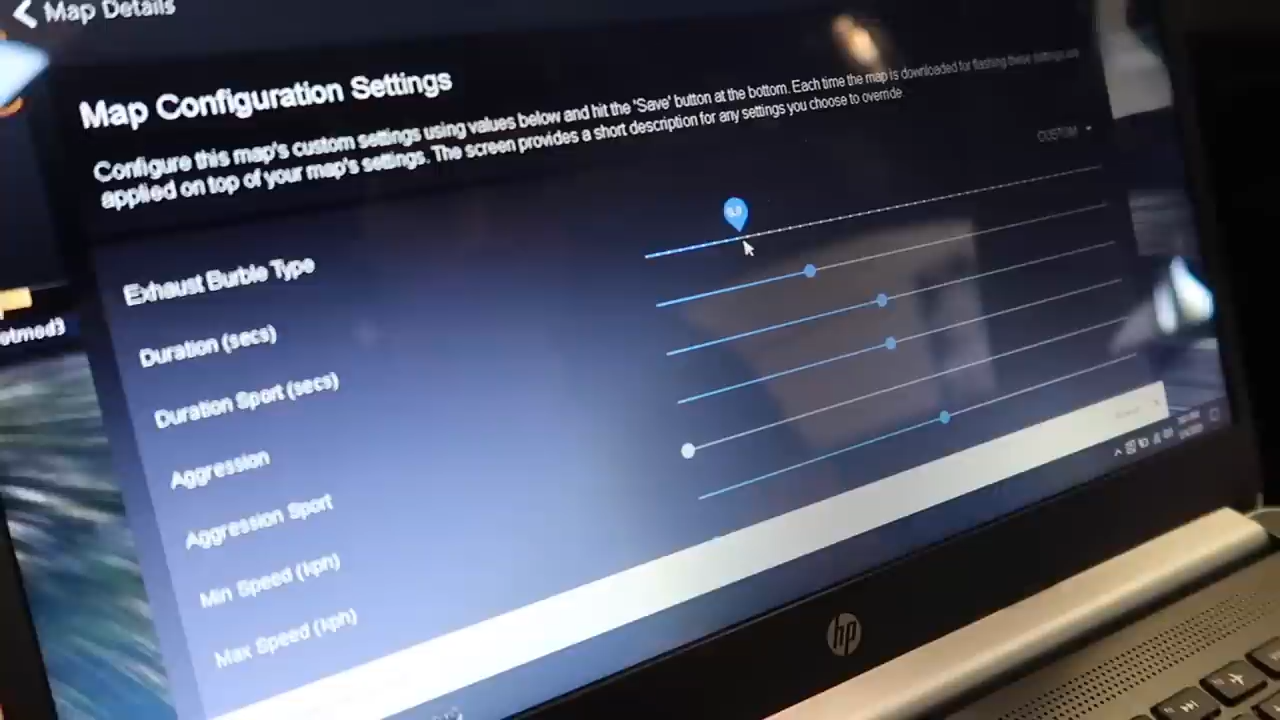 Map Details
Map Configuration Settings
Configure this map's custom settings using values below and hit the 'Save' button at the bottom. Each time the map is downloaded for flashing these settings are
applied on top of your map's settings. The screen provides a short description for any settings you choose to override.
CUSTOM
Exhaust Burble Type
Duration (secs)
Duration Sport (secs)
Aggression
Aggression Sport
Min Speed (kph)
Max Speed (kph)
otmod3
hp